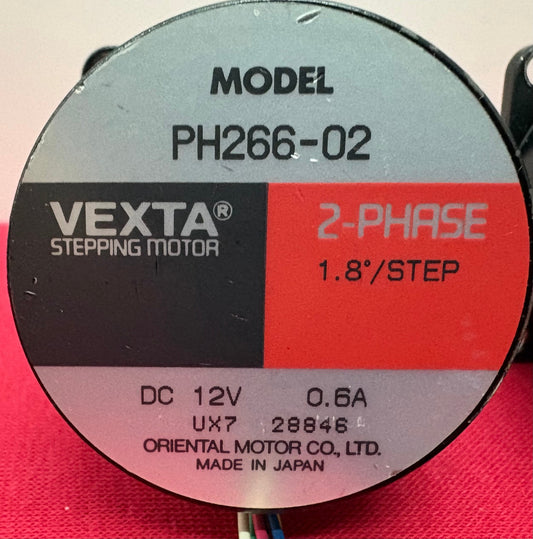 MODEL
PH266-02
VEXTA®
STEPPING MOTOR
2-PHASE
1.8°/STEP
DC 12V 0.6A
UX7 28846
ORIENTAL MOTOR CO., LTD.
MADE IN JAPAN